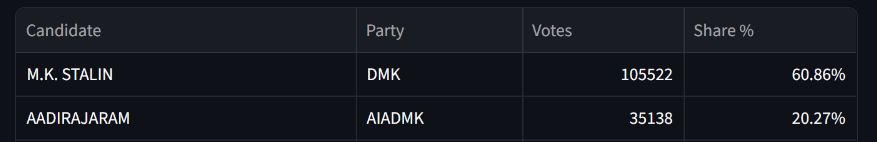 Candidate Party Votes Share %
M.K. STALIN DMK 105522 60.86%
AADIRAJARAM AIADMK 35138 20.27%